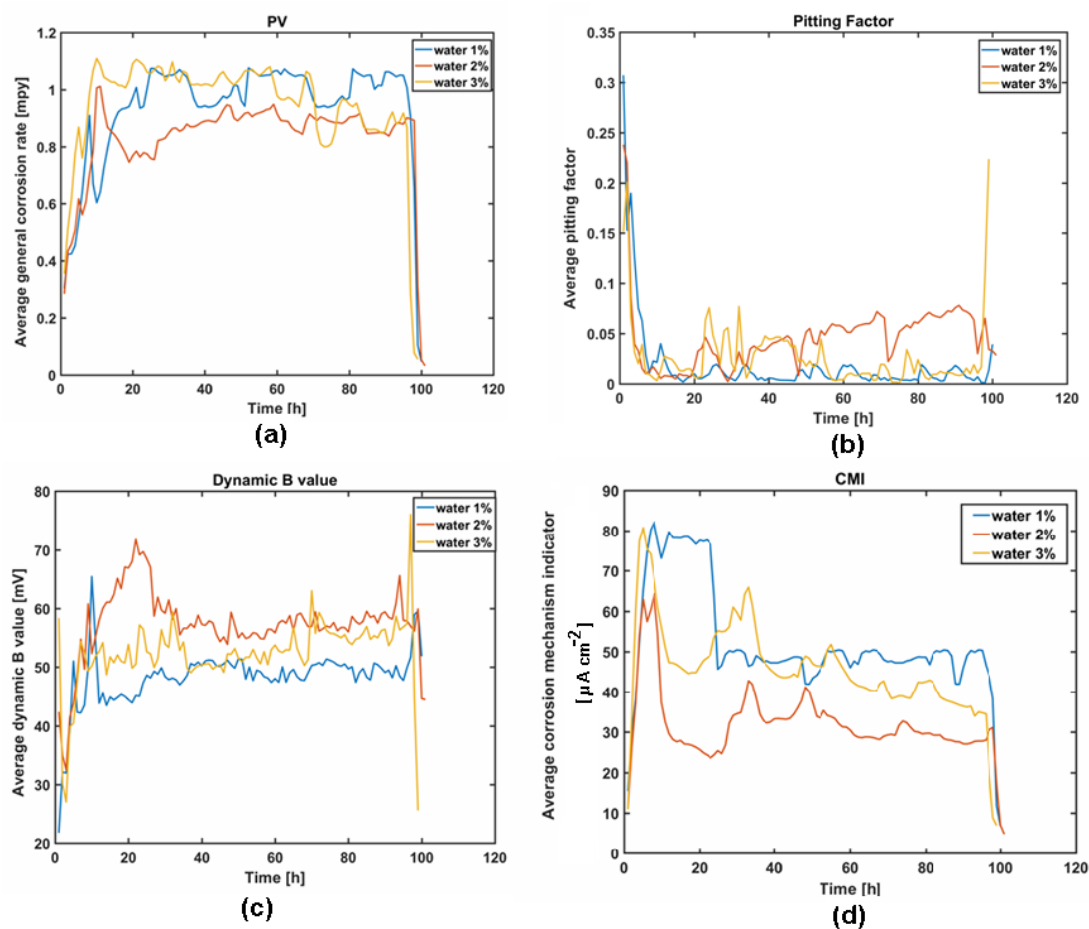 PV
1.2
1
0.8
0.6
0.4
0.2
0
0 20 40 60 80 100 120
Average general corrosion rate [mpy]
Time [h]
water 1%
water 2%
water 3%
(a)
Pitting Factor
0.35
0.3
0.25
0.2
0.15
0.1
0.05
0
0 20 40 60 80 100 120
Average pitting factor
Time [h]
water 1%
water 2%
water 3%
(b)
Dynamic B value
80
70
60
50
40
30
20
0 20 40 60 80 100 120
Average dynamic B value [mV]
Time [h]
water 1%
water 2%
water 3%
(c)
CMI
90
80
70
60
50
40
30
20
10
0
0 20 40 60 80 100 120
Average corrosion mechanism indicator
[ µA cm⁻²]
Time [h]
water 1%
water 2%
water 3%
(d)